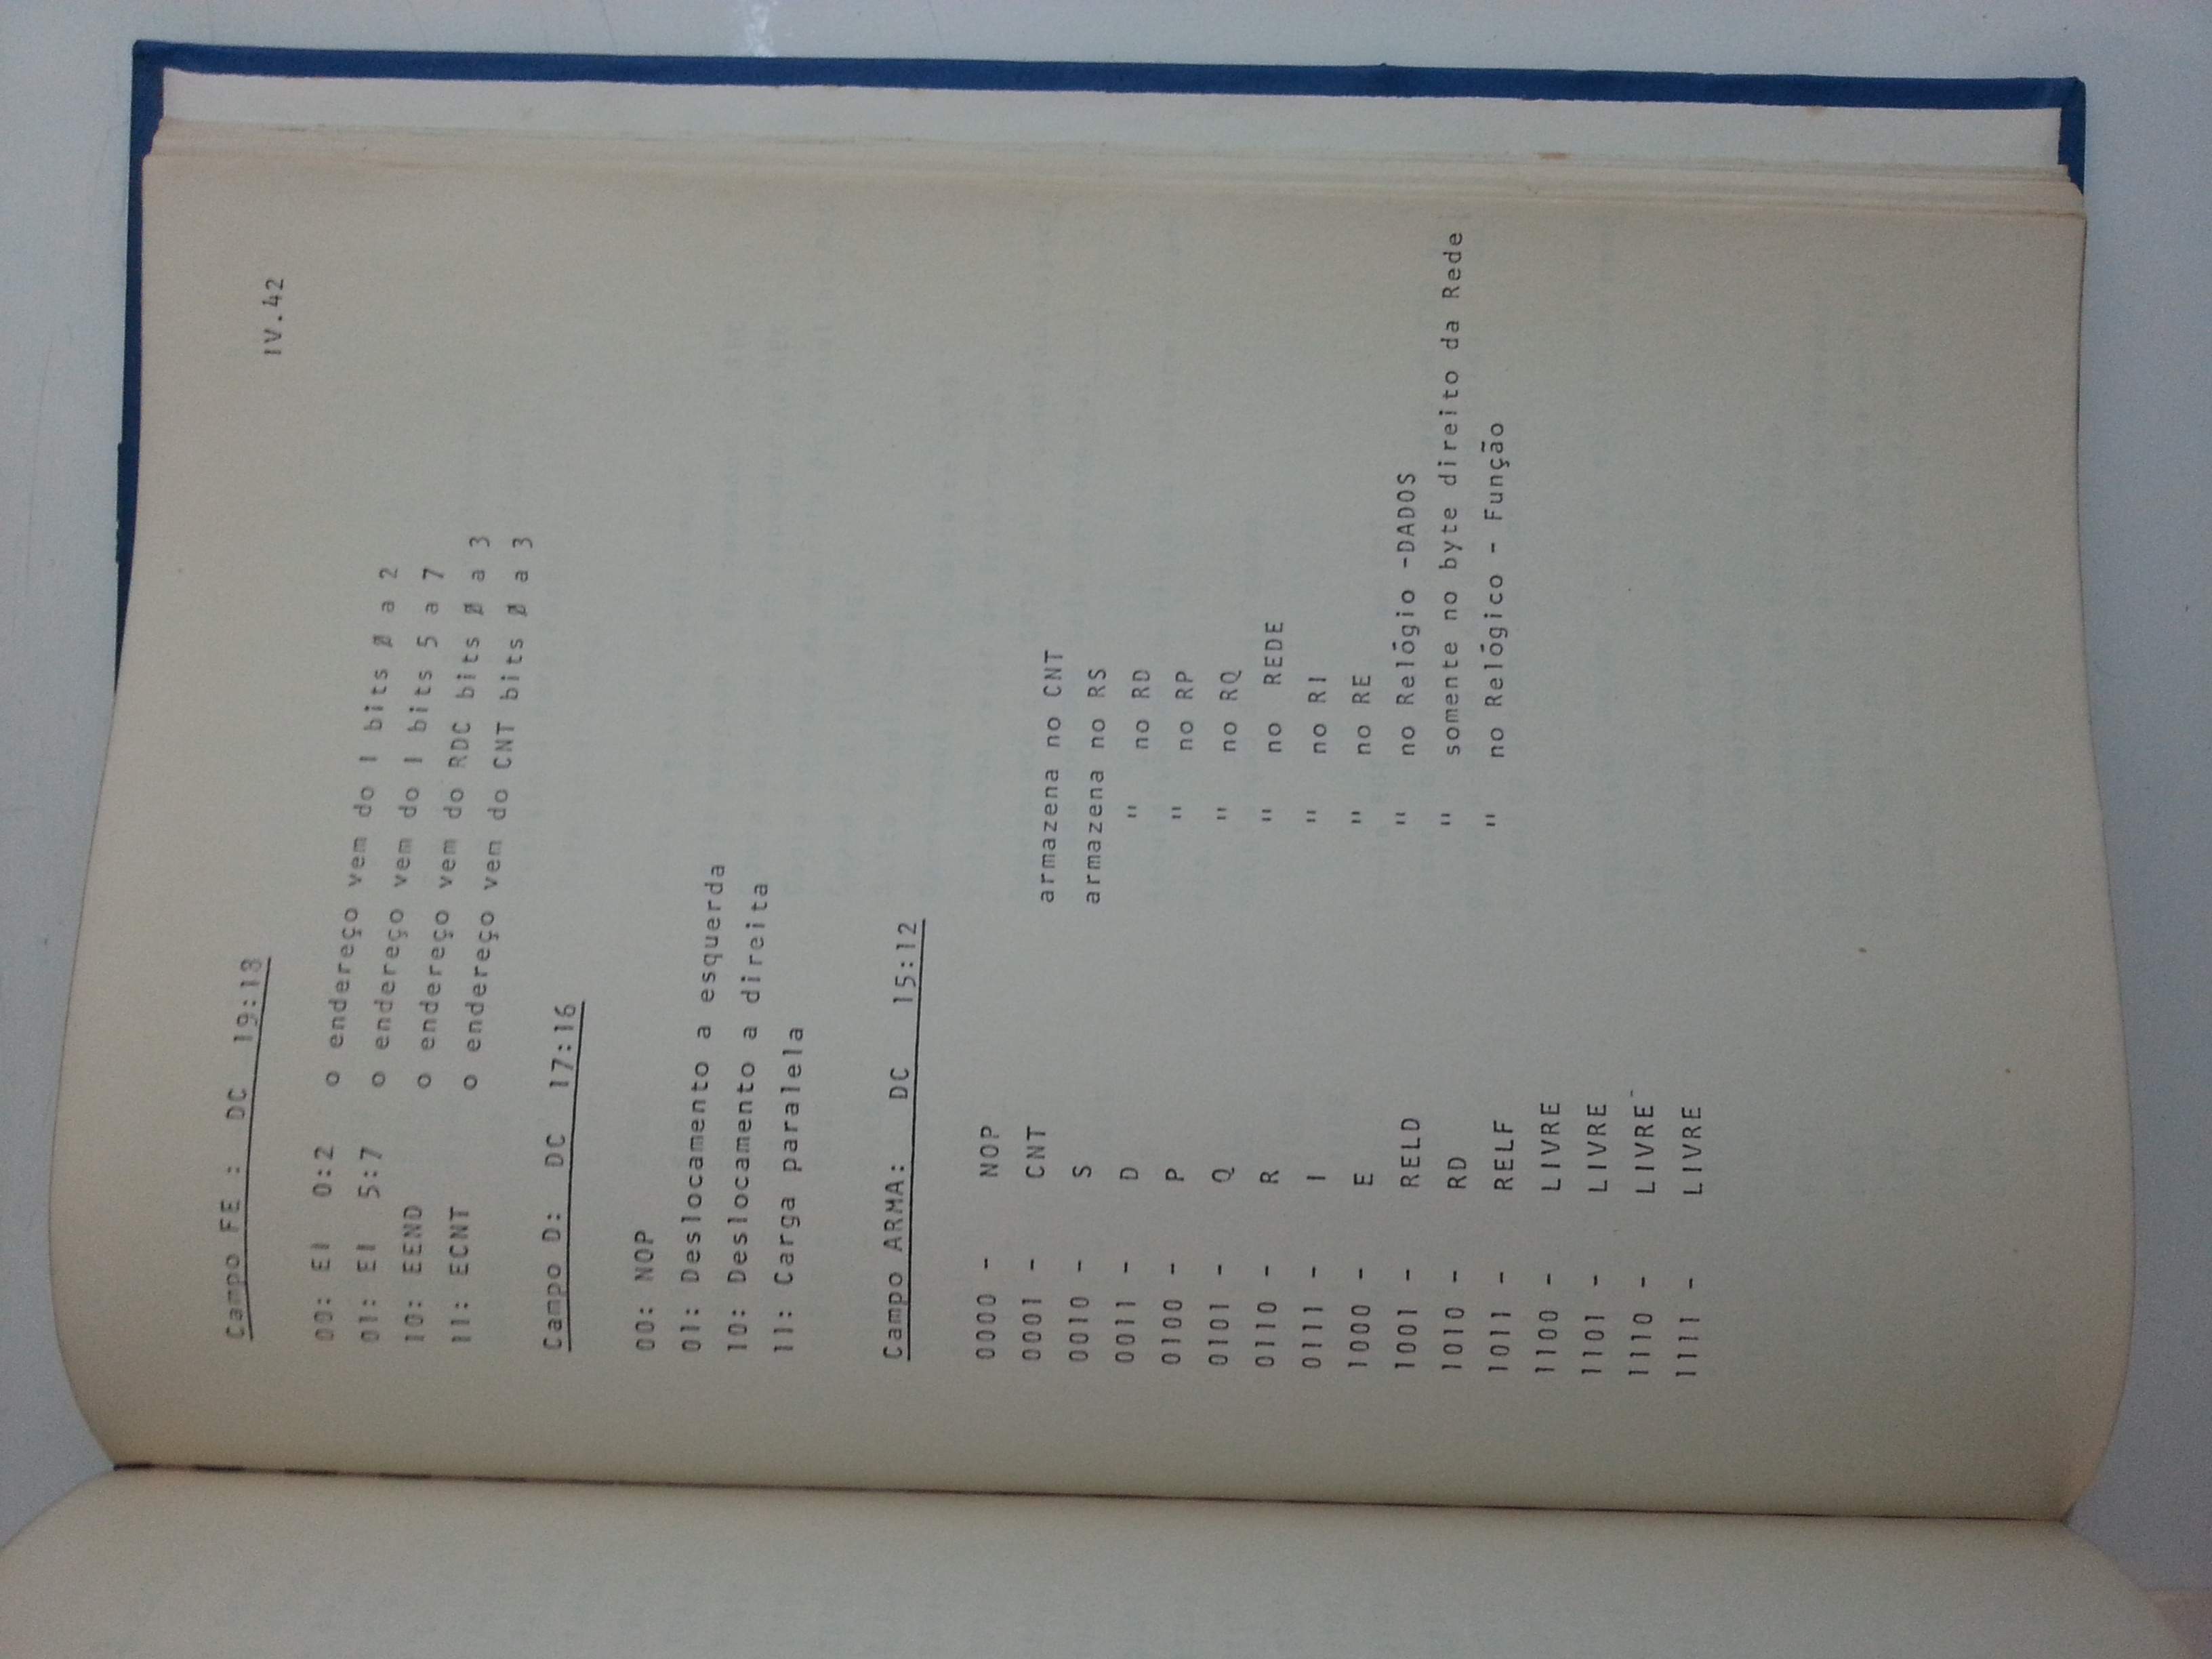 IV.42
Campo FE : DC 19:18
00: EI 0:2 o endereço vem do I bits Ø a 2
01: EI 5:7 o endereço vem do I bits 5 a 7
10: EEND o endereço vem do RDC bits Ø a 3
11: ECNT o endereço vem do CNT bits Ø a 3
Campo D: DC 17:16
00: NOP
01: Deslocamento a esquerda
10: Deslocamento a direita
11: Carga paralela
Campo ARMA: DC 15:12
0000 - NOP
0001 - CNT armazena no CNT
0010 - S armazena no RS
0011 - D " no RD
0100 - P " no RP
0101 - Q " no RQ
0110 - R " no REDE
0111 - I " no RI
1000 - E " no RE
1001 - RELD " no Relógio -DADOS
1010 - RD " somente no byte direito da Rede
1011 - RELF " no Relógico - Função
1100 - LIVRE
1101 - LIVRE
1110 - LIVRE
1111 - LIVRE